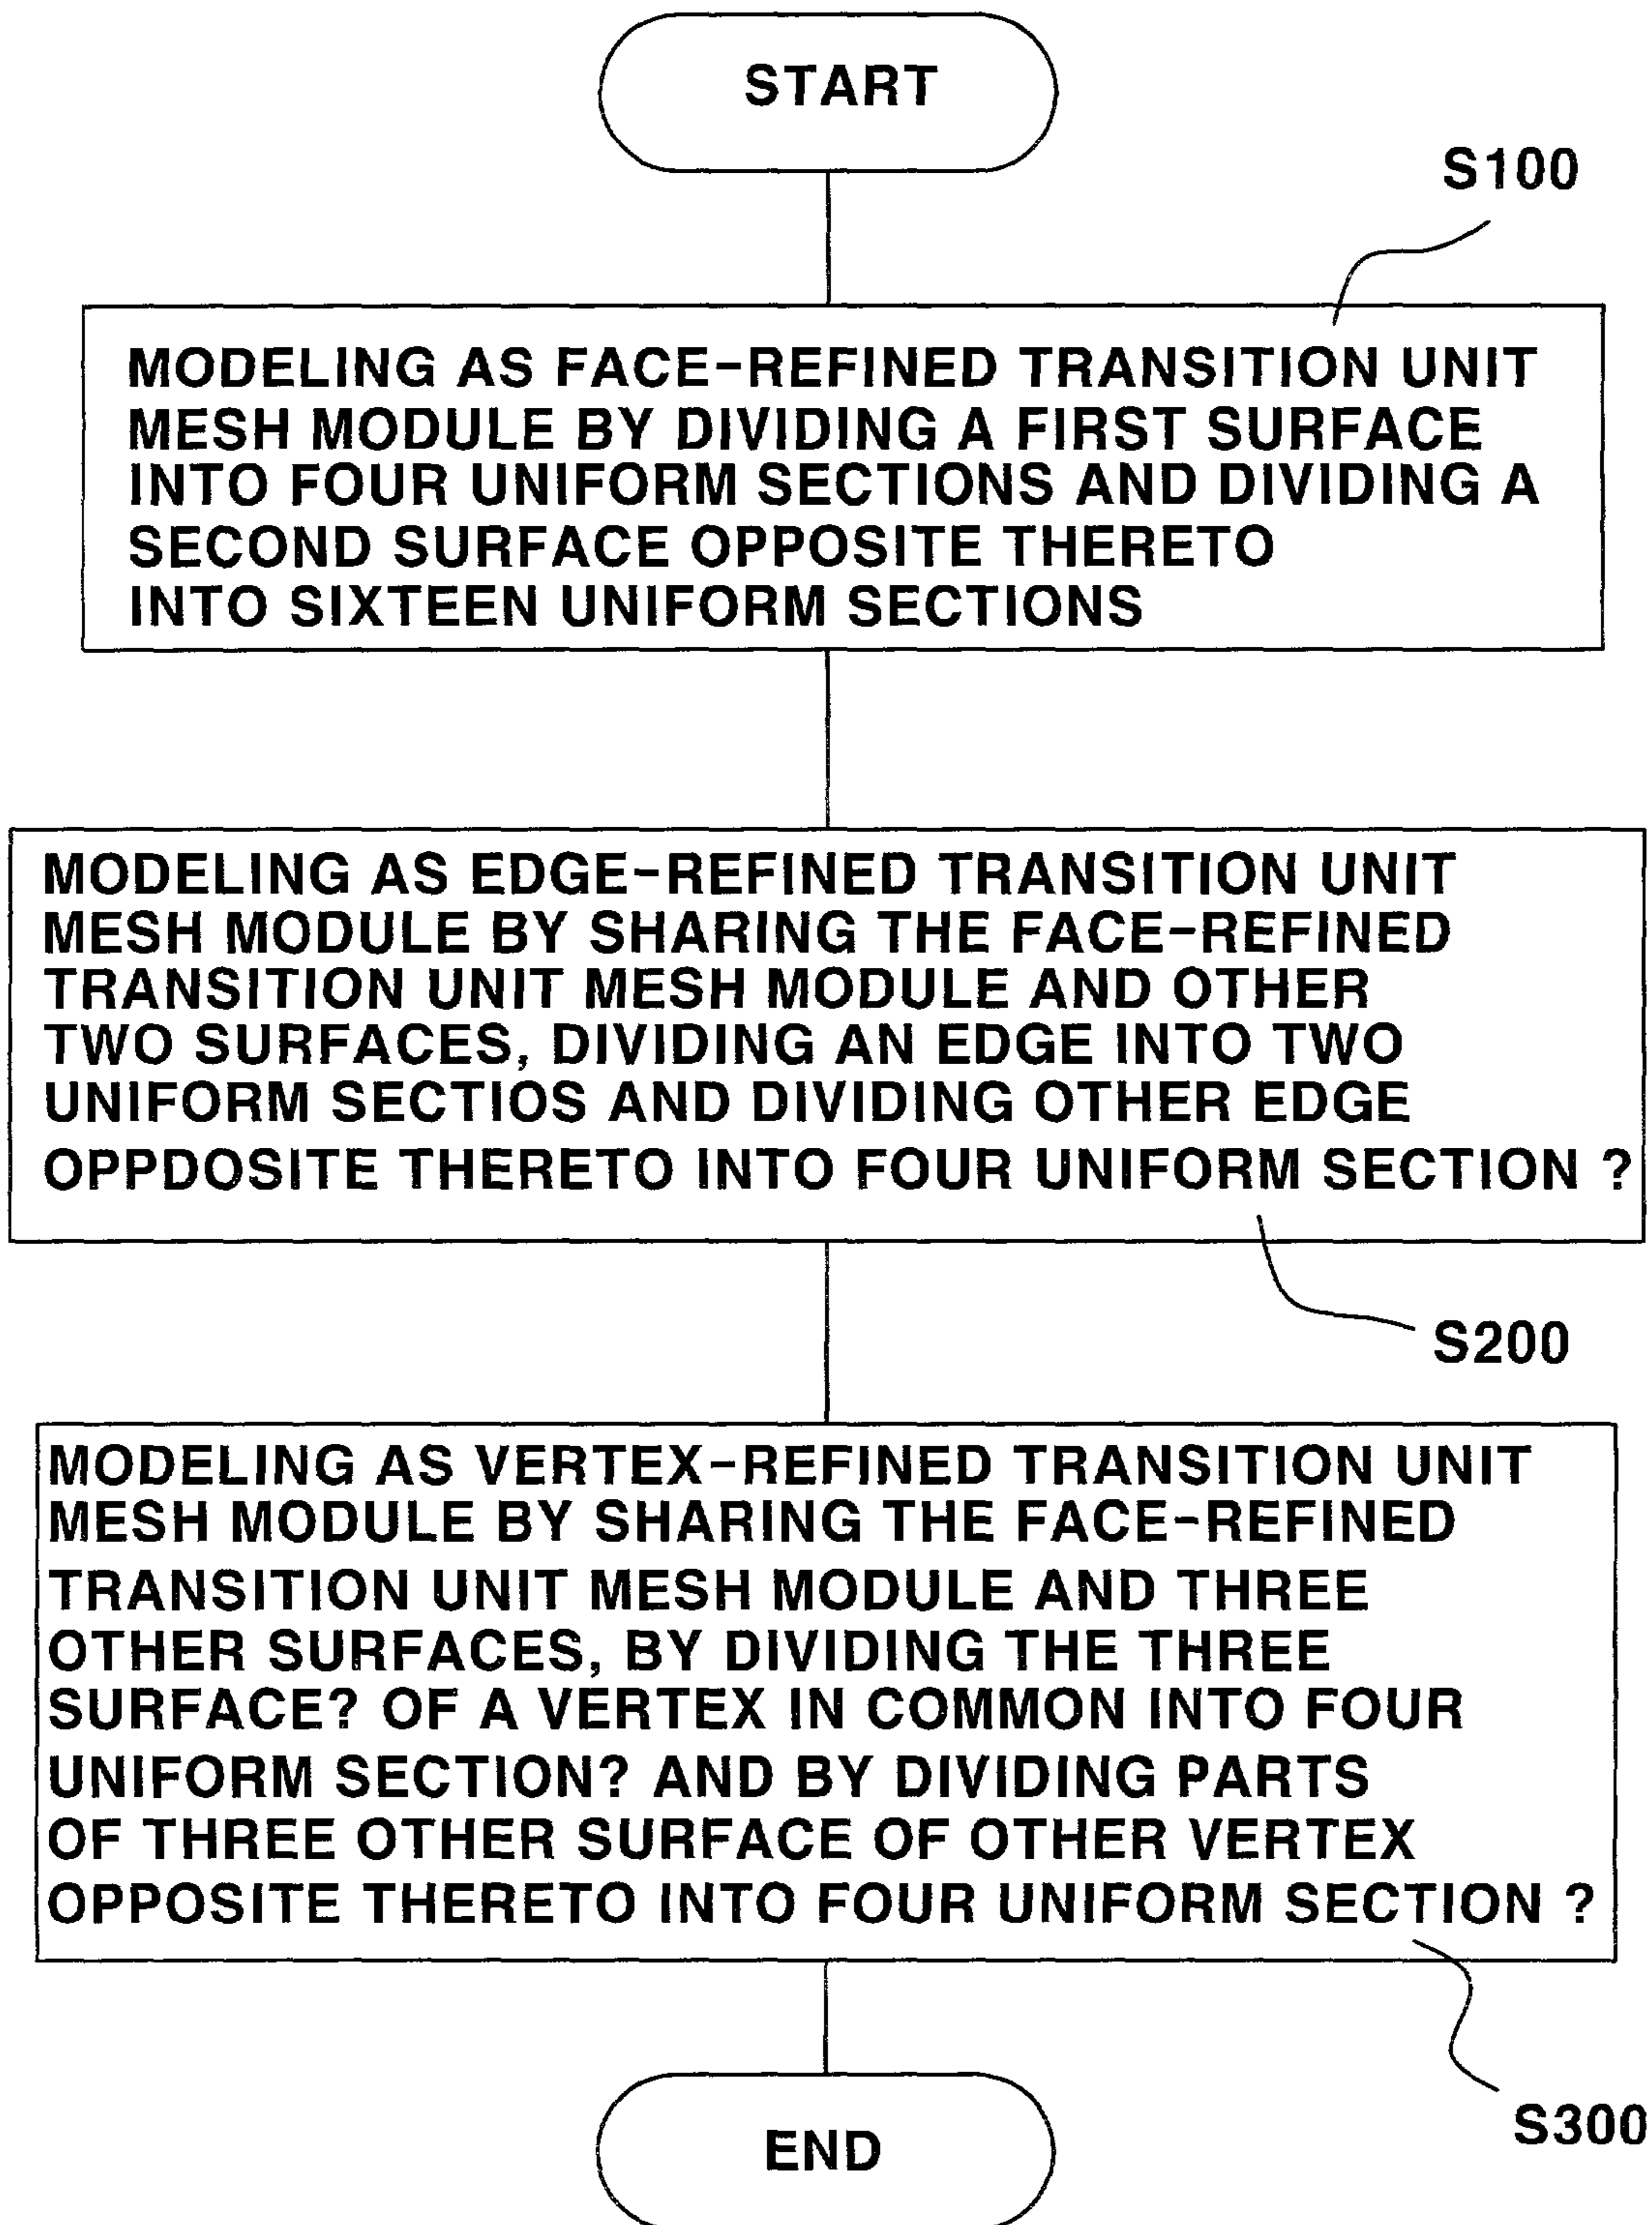 START
S100
MODELING AS FACE-REFINED TRANSITION UNIT
MESH MODULE BY DIVIDING A FIRST SURFACE
INTO FOUR UNIFORM SECTIONS AND DIVIDING A
SECOND SURFACE OPPOSITE THERETO
INTO SIXTEEN UNIFORM SECTIONS
MODELING AS EDGE-REFINED TRANSITION UNIT
MESH MODULE BY SHARING THE FACE-REFINED
TRANSITION UNIT MESH MODULE AND OTHER
TWO SURFACES, DIVIDING AN EDGE INTO TWO
UNIFORM SECTIOS AND DIVIDING OTHER EDGE
OPPDOSITE THERETO INTO FOUR UNIFORM SECTION ?
S200
MODELING AS VERTEX-REFINED TRANSITION UNIT
MESH MODULE BY SHARING THE FACE-REFINED
TRANSITION UNIT MESH MODULE AND THREE
OTHER SURFACES, BY DIVIDING THE THREE
SURFACE? OF A VERTEX IN COMMON INTO FOUR
UNIFORM SECTION? AND BY DIVIDING PARTS
OF THREE OTHER SURFACE OF OTHER VERTEX
OPPOSITE THERETO INTO FOUR UNIFORM SECTION ?
S300
END